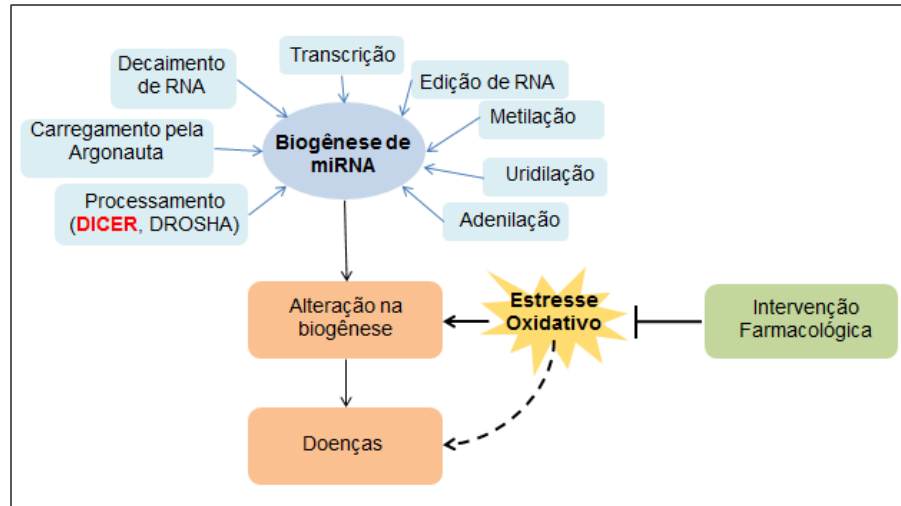 Transcrição
Decaimento
de RNA
Edição de RNA
Metilação
Carregamento pela
Argonauta
Biogênese de
miRNA
Uridilação
Processamento
(DICER, DROSHA)
Adenilação
Alteração na
biogênese
Estresse
Oxidativo
Intervenção
Farmacológica
Doenças